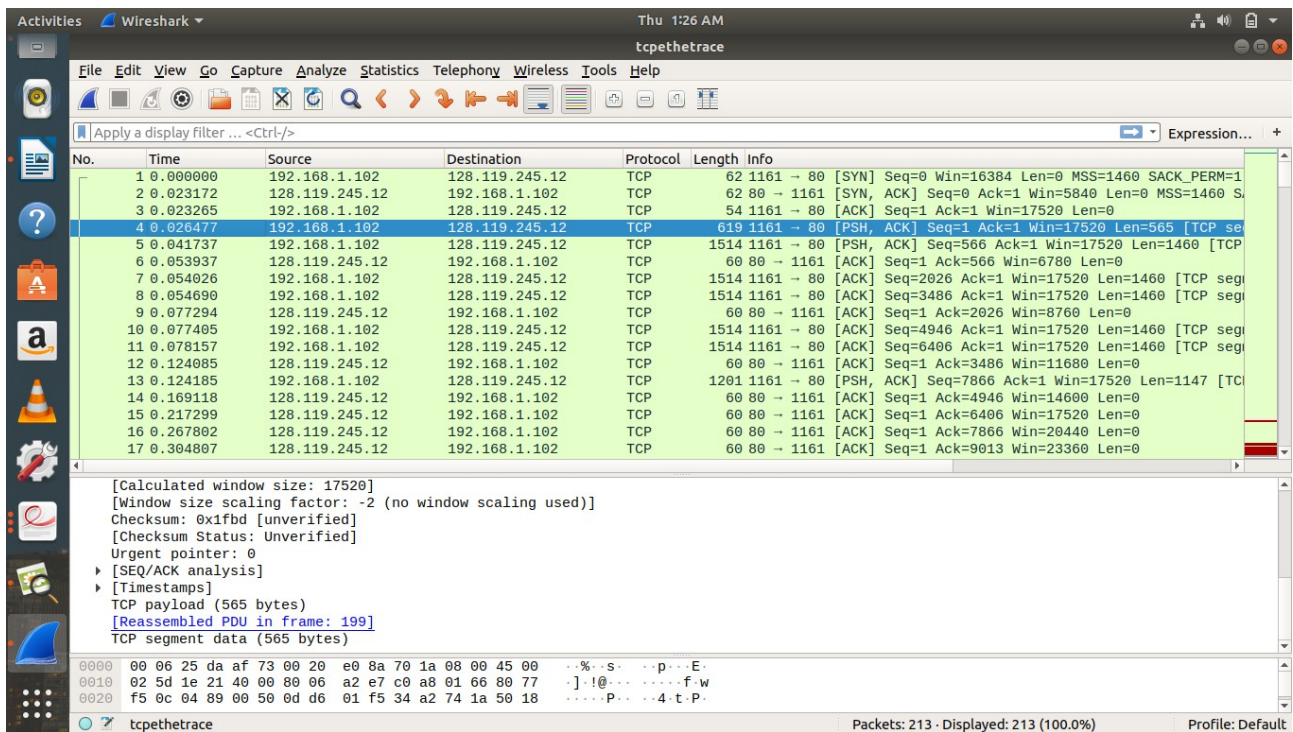 Activities Wireshark ▾ Thu 1:26 AM
tcpethetrace
File Edit View Go Capture Analyze Statistics Telephony Wireless Tools Help
Apply a display filter ... <Ctrl-/> Expression... +
No. Time Source Destination Protocol Length Info
1 0.000000 192.168.1.102 128.119.245.12 TCP 62 1161 → 80 [SYN] Seq=0 Win=16384 Len=0 MSS=1460 SACK_PERM=1
2 0.023172 128.119.245.12 192.168.1.102 TCP 62 80 → 1161 [SYN, ACK] Seq=0 Ack=1 Win=5840 Len=0 MSS=1460 SA
3 0.023265 192.168.1.102 128.119.245.12 TCP 54 1161 → 80 [ACK] Seq=1 Ack=1 Win=17520 Len=0
4 0.026477 192.168.1.102 128.119.245.12 TCP 619 1161 → 80 [PSH, ACK] Seq=1 Ack=1 Win=17520 Len=565 [TCP se
5 0.041737 192.168.1.102 128.119.245.12 TCP 1514 1161 → 80 [PSH, ACK] Seq=566 Ack=1 Win=17520 Len=1460 [TCP
6 0.053937 128.119.245.12 192.168.1.102 TCP 60 80 → 1161 [ACK] Seq=1 Ack=566 Win=6780 Len=0
7 0.054026 192.168.1.102 128.119.245.12 TCP 1514 1161 → 80 [ACK] Seq=2026 Ack=1 Win=17520 Len=1460 [TCP seg
8 0.054690 192.168.1.102 128.119.245.12 TCP 1514 1161 → 80 [ACK] Seq=3486 Ack=1 Win=17520 Len=1460 [TCP seg
9 0.077294 128.119.245.12 192.168.1.102 TCP 60 80 → 1161 [ACK] Seq=1 Ack=2026 Win=8760 Len=0
10 0.077405 192.168.1.102 128.119.245.12 TCP 1514 1161 → 80 [ACK] Seq=4946 Ack=1 Win=17520 Len=1460 [TCP seg
11 0.078157 192.168.1.102 128.119.245.12 TCP 1514 1161 → 80 [ACK] Seq=6406 Ack=1 Win=17520 Len=1460 [TCP seg
12 0.124085 128.119.245.12 192.168.1.102 TCP 60 80 → 1161 [ACK] Seq=1 Ack=3486 Win=11680 Len=0
13 0.124185 192.168.1.102 128.119.245.12 TCP 1201 1161 → 80 [PSH, ACK] Seq=7866 Ack=1 Win=17520 Len=1147 [TC
14 0.169118 128.119.245.12 192.168.1.102 TCP 60 80 → 1161 [ACK] Seq=1 Ack=4946 Win=14600 Len=0
15 0.217299 128.119.245.12 192.168.1.102 TCP 60 80 → 1161 [ACK] Seq=1 Ack=6406 Win=17520 Len=0
16 0.267802 128.119.245.12 192.168.1.102 TCP 60 80 → 1161 [ACK] Seq=1 Ack=7866 Win=20440 Len=0
17 0.304807 128.119.245.12 192.168.1.102 TCP 60 80 → 1161 [ACK] Seq=1 Ack=9013 Win=23360 Len=0
[Calculated window size: 17520]
[Window size scaling factor: -2 (no window scaling used)]
Checksum: 0x1fbd [unverified]
[Checksum Status: Unverified]
Urgent pointer: 0
[SEQ/ACK analysis]
[Timestamps]
TCP payload (565 bytes)
[Reassembled PDU in frame: 199]
TCP segment data (565 bytes)
0000 00 06 25 da af 73 00 20 e0 8a 70 1a 08 00 45 00 ··%··s·  ··p···E·
0010 02 5d 1e 21 40 00 80 06 a2 e7 c0 a8 01 66 80 77 ·]·!@··· ·····f·w
0020 f5 0c 04 89 00 50 0d d6 01 f5 34 a2 74 1a 50 18 ·····P·· ··4·t·P·
tcpethetrace Packets: 213 · Displayed: 213 (100.0%) Profile: Default